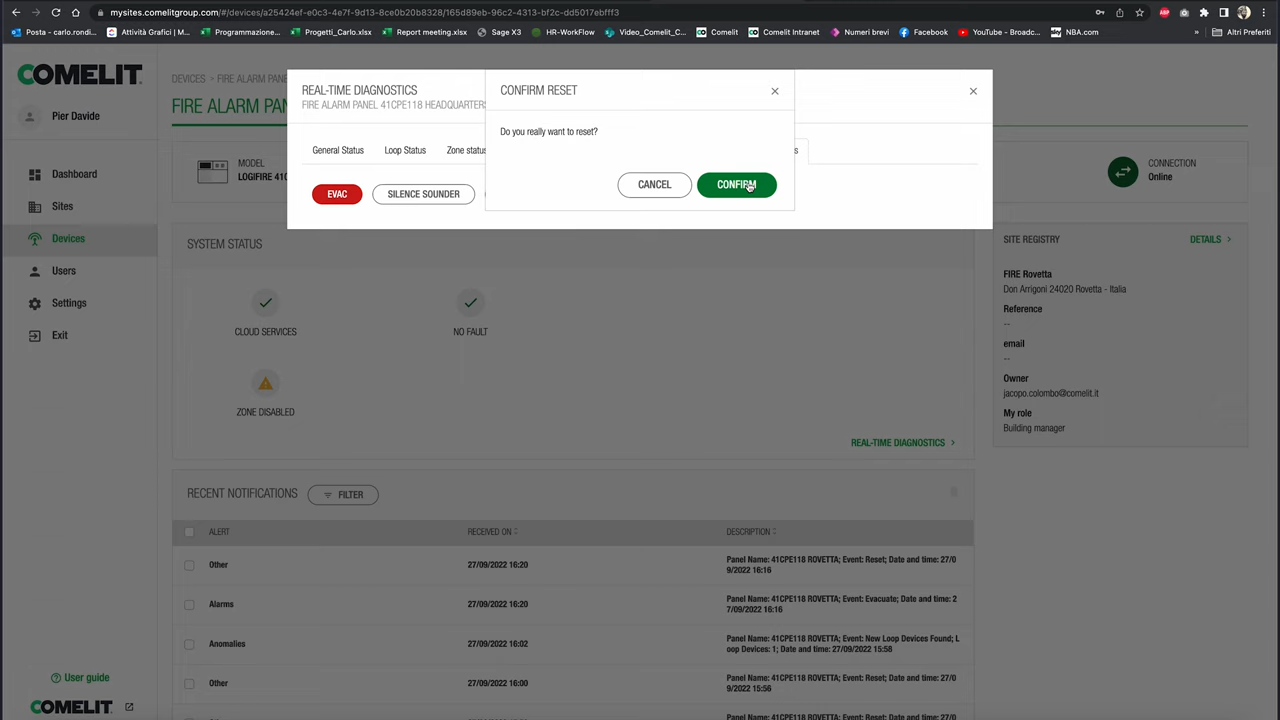 mysites.comelitgroup.com/#/devices/a25424ef-e0c3-4e7f-9d13-8ce0b20b8328/165d89eb-96c2-4313-bf2c-dd5017ebfff3
Posta - carlo.rondi...
Attività Grafici | M...
Programmazione...
Progetti_Carlo.xlsx
Report meeting.xlsx
Sage X3
HR-WorkFlow
Video_Comelit_C...
Comelit
Comelit Intranet
Numeri brevi
Facebook
YouTube - Broadc...
NBA.com
»
Altri Preferiti
COMELIT
Pier Davide
Dashboard
Sites
Devices
Users
Settings
Exit
User guide
COMELIT
DEVICES › FIRE ALARM PANE
FIRE ALARM PAN
MODEL
LOGIFIRE 41C
CONNECTION
Online
REAL-TIME DIAGNOSTICS
FIRE ALARM PANEL 41CPE118 HEADQUARTERS
General Status
Loop Status
Zone status
s
EVAC
SILENCE SOUNDER
CONFIRM RESET
Do you really want to reset?
CANCEL
CONFIRM
SYSTEM STATUS
CLOUD SERVICES
NO FAULT
ZONE DISABLED
REAL-TIME DIAGNOSTICS
SITE REGISTRY
DETAILS
FIRE Rovetta
Don Arrigoni 24020 Rovetta - Italia
Reference
--
email
--
Owner
jacopo.colombo@comelit.it
My role
Building manager
RECENT NOTIFICATIONS
FILTER
ALERT
RECEIVED ON
DESCRIPTION
Other
27/09/2022 16:20
Panel Name: 41CPE118 ROVETTA; Event: Reset; Date and time: 27/0
9/2022 16:16
Alarms
27/09/2022 16:20
Panel Name: 41CPE118 ROVETTA; Event: Evacuate; Date and time: 2
7/09/2022 16:16
Anomalies
27/09/2022 16:02
Panel Name: 41CPE118 ROVETTA; Event: New Loop Devices Found; L
oop Devices: 1; Date and time: 27/09/2022 15:58
Other
27/09/2022 16:00
Panel Name: 41CPE118 ROVETTA; Event: Reset; Date and time: 27/0
9/2022 15:56